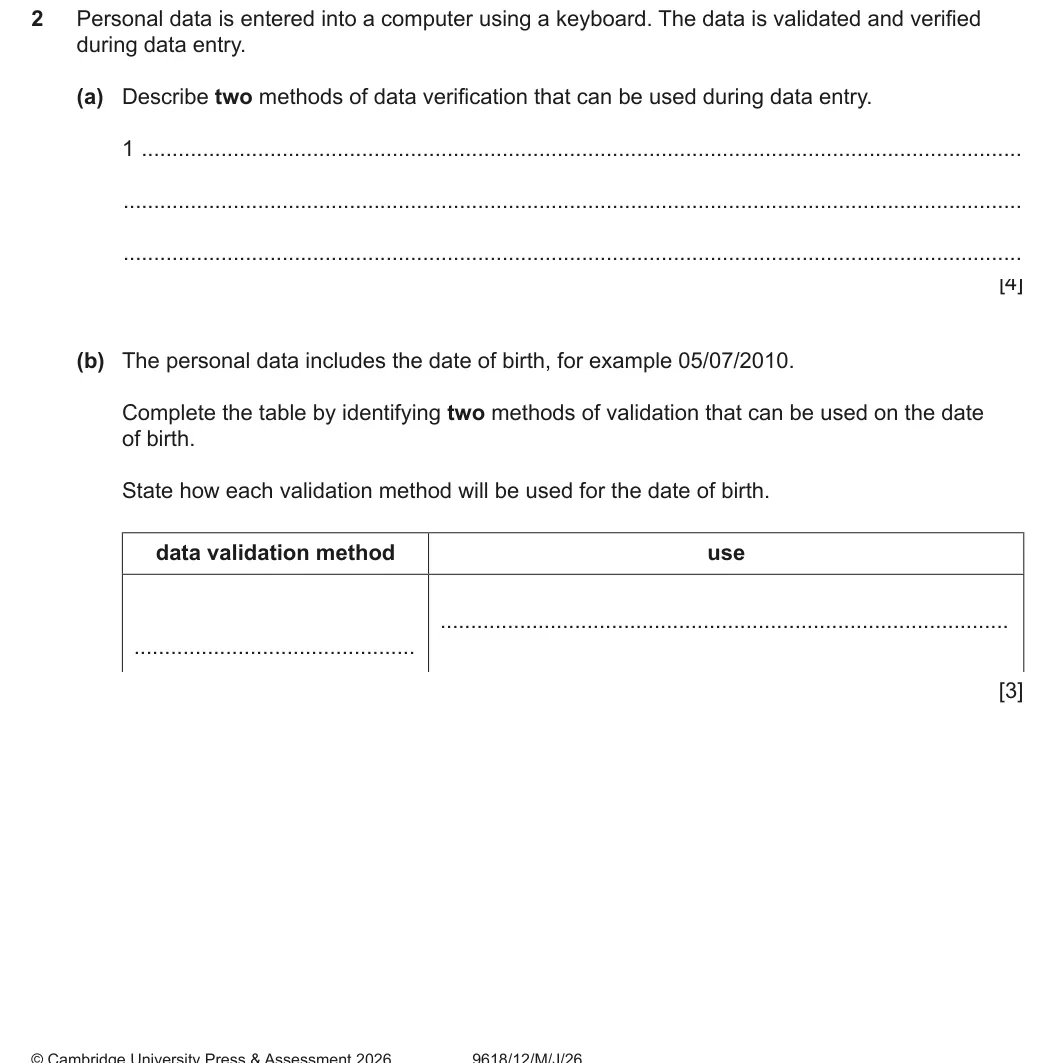 2 Personal data is entered into a computer using a keyboard. The data is validated and verified
during data entry.
(a) Describe two methods of data verification that can be used during data entry.
1 ................................................................................................................................................
...................................................................................................................................................
...................................................................................................................................................
[4]
(b) The personal data includes the date of birth, for example 05/07/2010.
Complete the table by identifying two methods of validation that can be used on the date
of birth.
State how each validation method will be used for the date of birth.
data validation method use
.............................................................................................
..............................................
[3]
© Cambridge University Press & Assessment 2026 9618/12/M/J/26